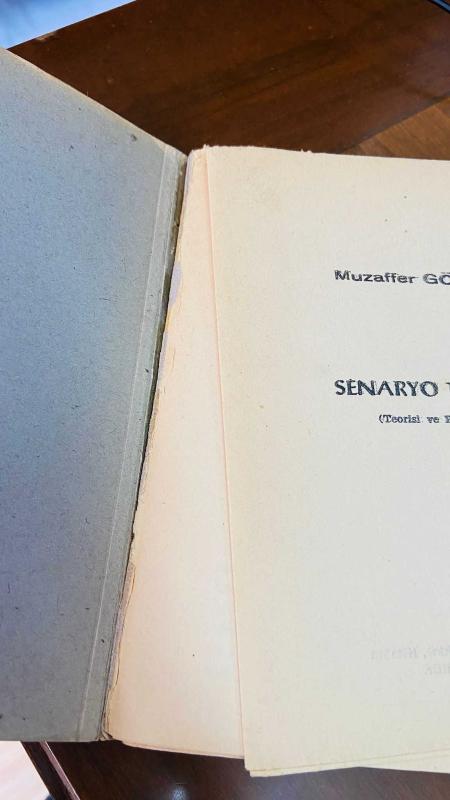 Muzaffer GÖ
SENARYO
(Teorisi ve